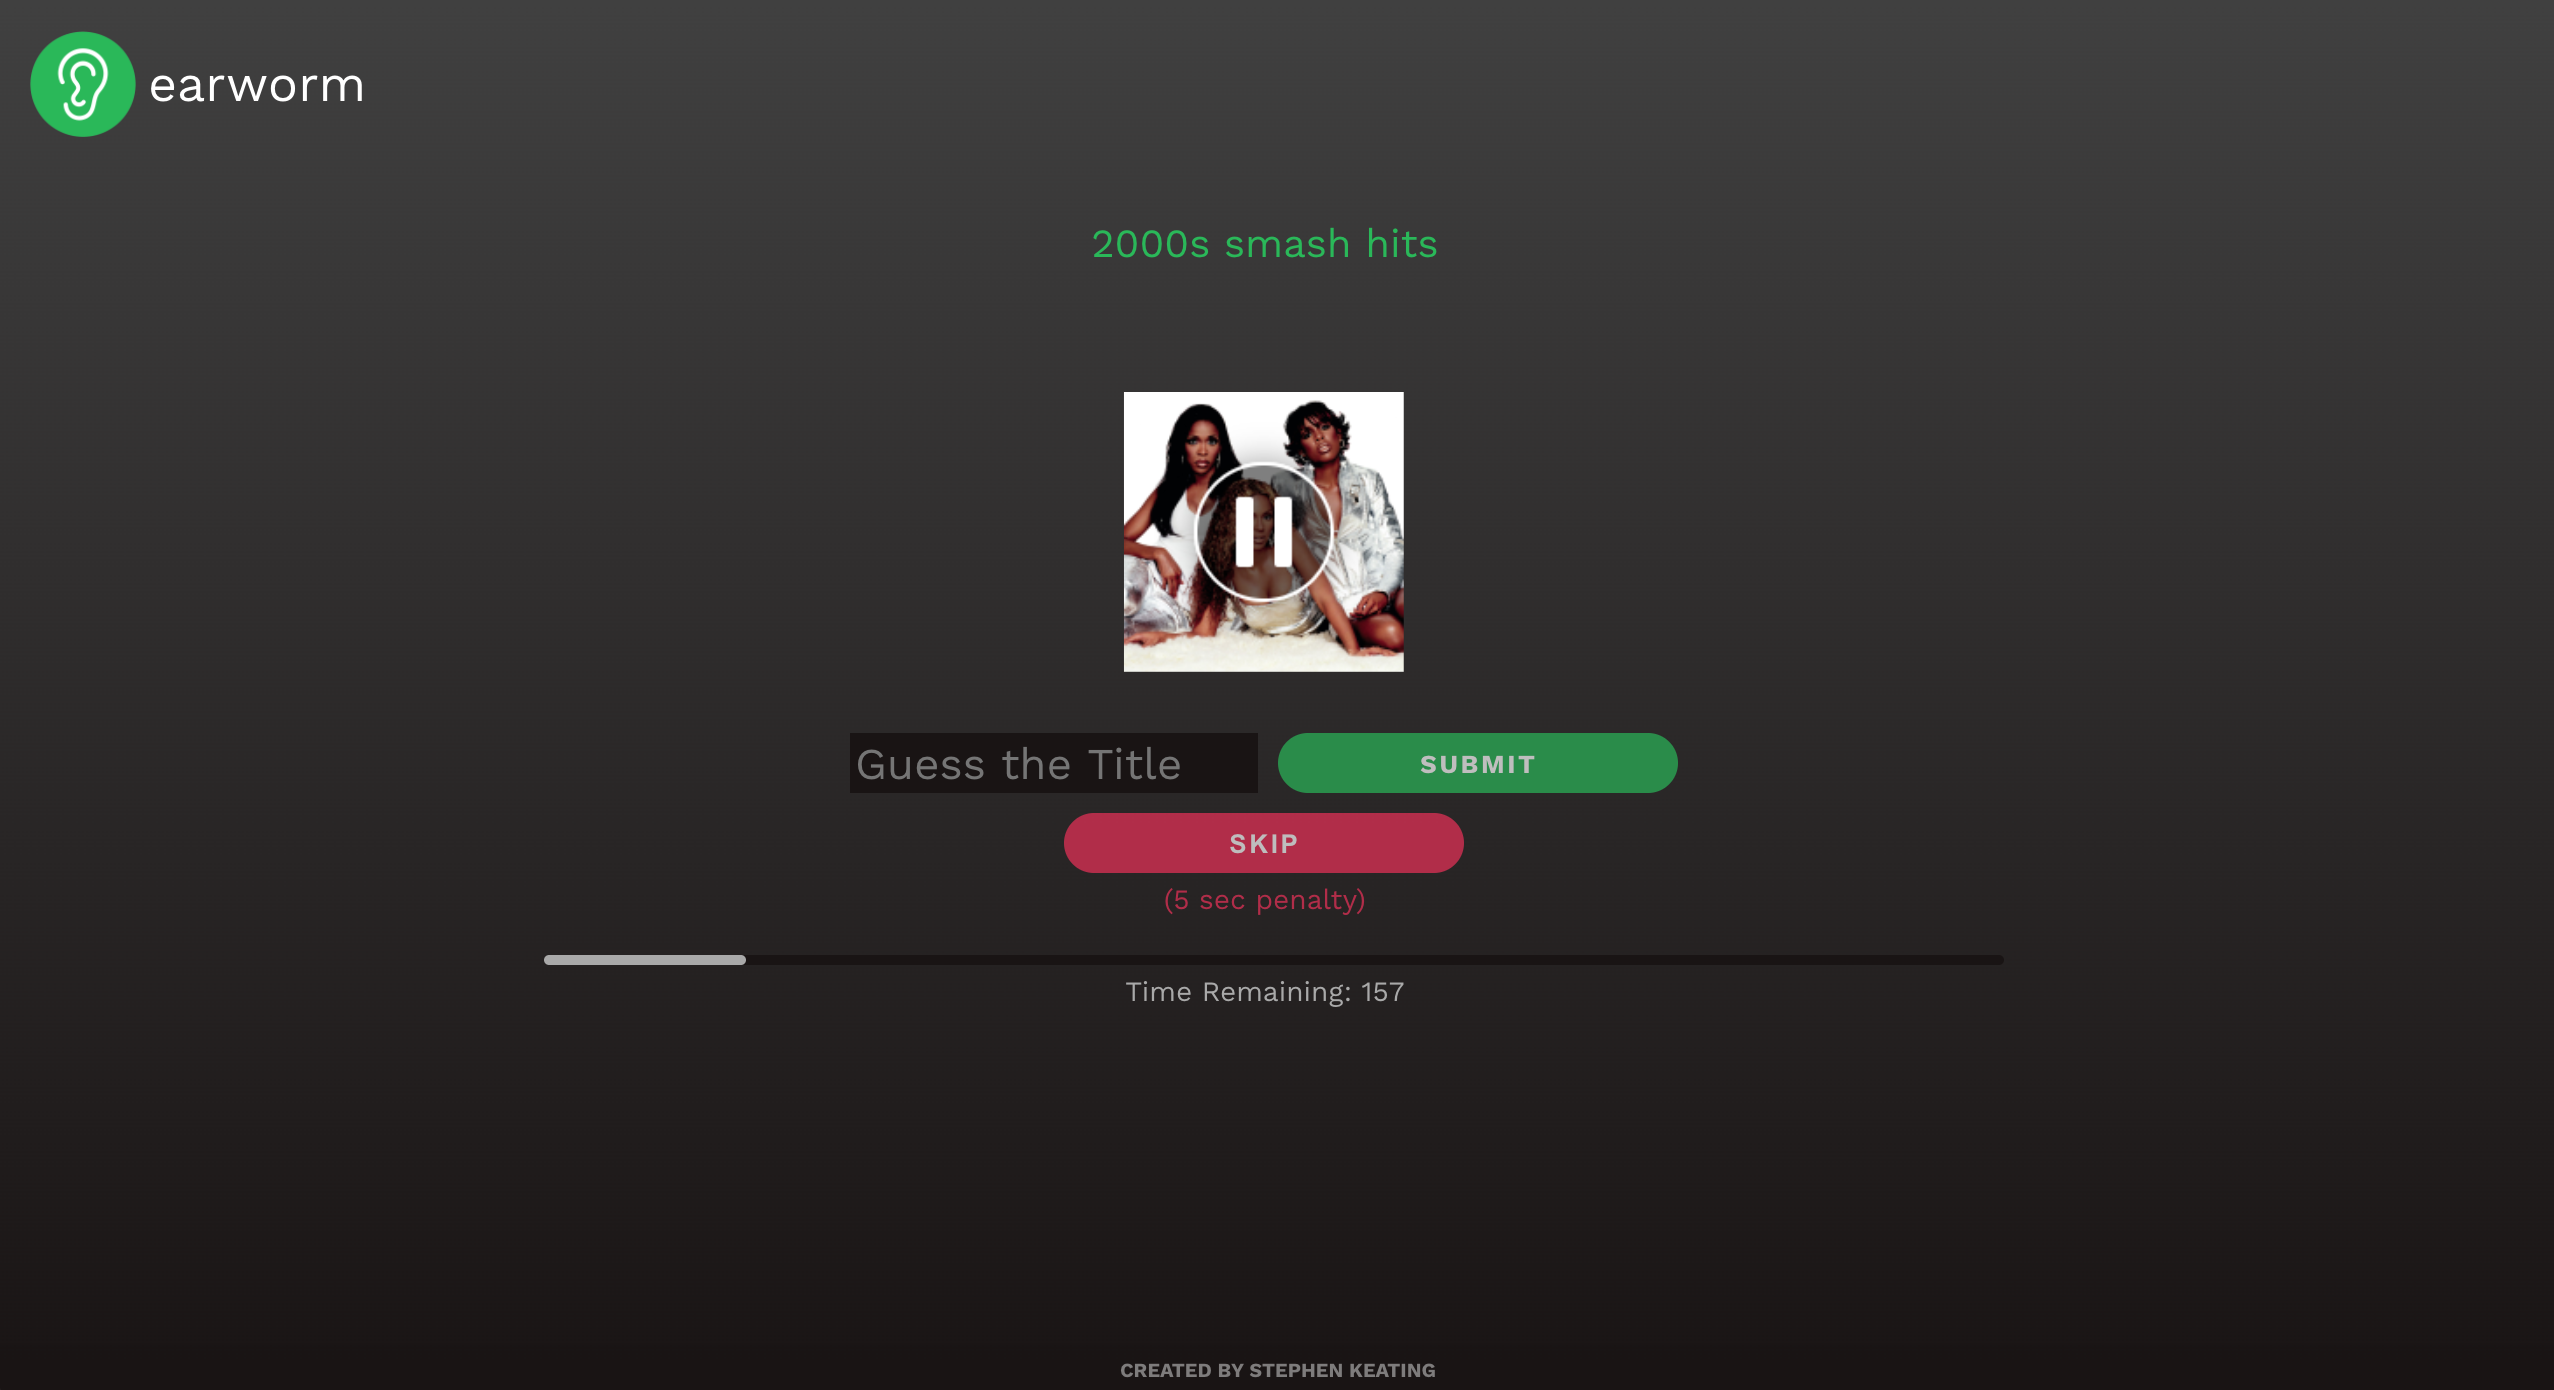 earworm
2000s smash hits
Guess the Title
SUBMIT
SKIP
(5 sec penalty)
Time Remaining: 157
CREATED BY STEPHEN KEATING